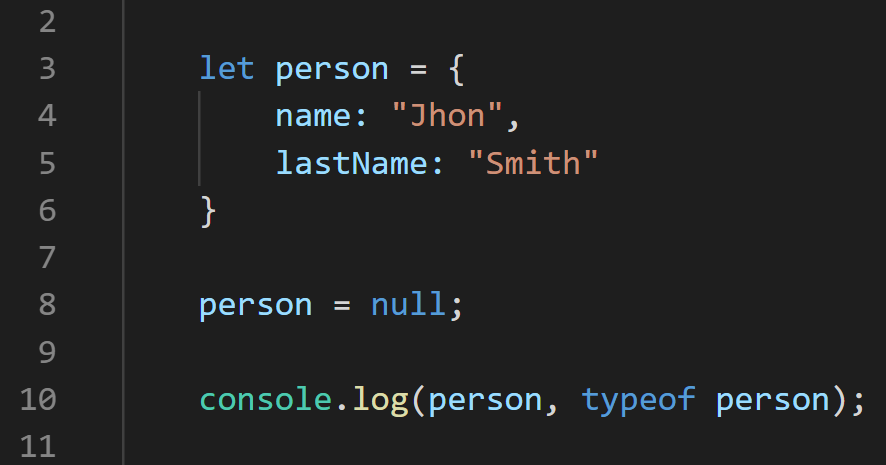 2
3 let person = {
4 name: "Jhon",
5 lastName: "Smith"
6 }
7
8 person = null;
9
10 console.log(person, typeof person);
11